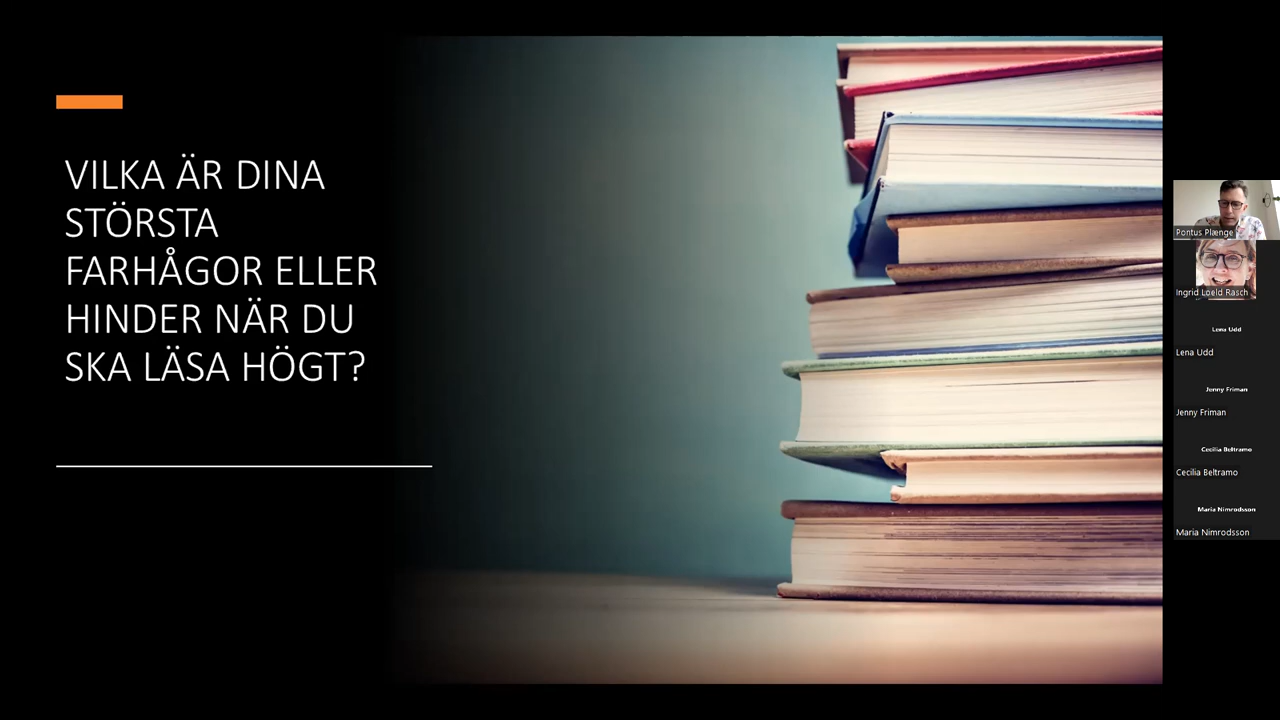 VILKA ÄR DINA
STÖRSTA
FARHÅGOR ELLER
HINDER NÄR DU
SKA LÄSA HÖGT?
Pontus Plænge
Ingrid Loeld Rasch
Lena Udd
Lena Udd
Jenny Friman
Jenny Friman
Cecilia Beltramo
Cecilia Beltramo
Maria Nimrodsson
Maria Nimrodsson